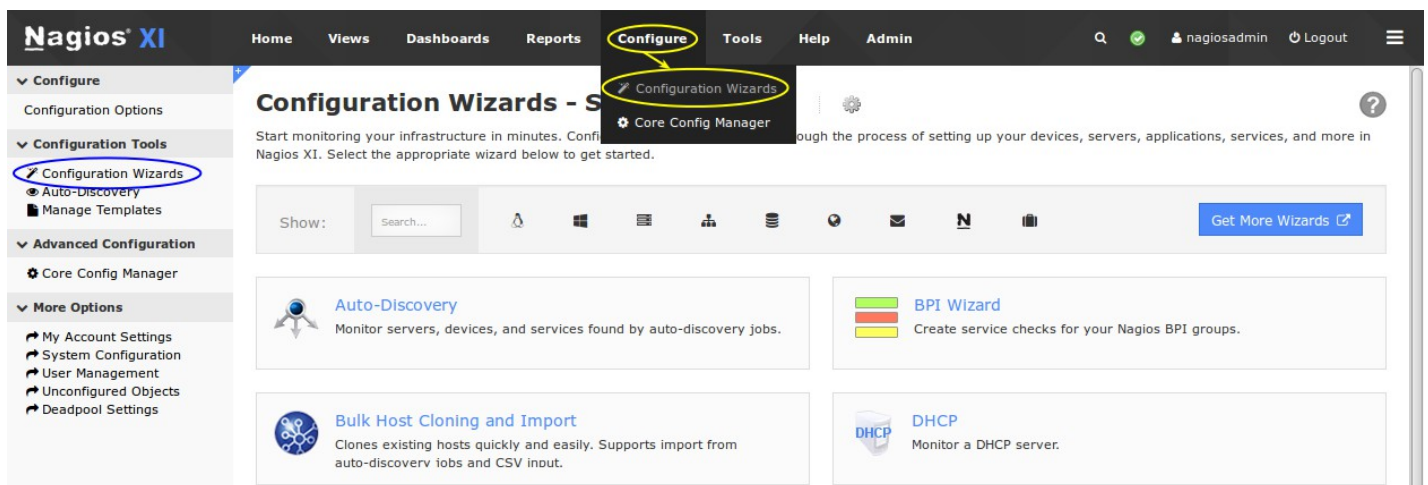 Nagios® XI
Home Views Dashboards Reports Configure Tools Help Admin nagiosadmin Logout
Configuration Wizards
Core Config Manager
Configure
Configuration Options
Configuration Tools
Configuration Wizards
Auto-Discovery
Manage Templates
Advanced Configuration
Core Config Manager
More Options
My Account Settings
System Configuration
User Management
Unconfigured Objects
Deadpool Settings
Configuration Wizards - S
Start monitoring your infrastructure in minutes. Confi ough the process of setting up your devices, servers, applications, services, and more in
Nagios XI. Select the appropriate wizard below to get started.
Show: Search... N Get More Wizards
Auto-Discovery
Monitor servers, devices, and services found by auto-discovery jobs.
BPI Wizard
Create service checks for your Nagios BPI groups.
Bulk Host Cloning and Import
Clones existing hosts quickly and easily. Supports import from
auto-discovery jobs and CSV input.
DHCP
DHCP
Monitor a DHCP server.